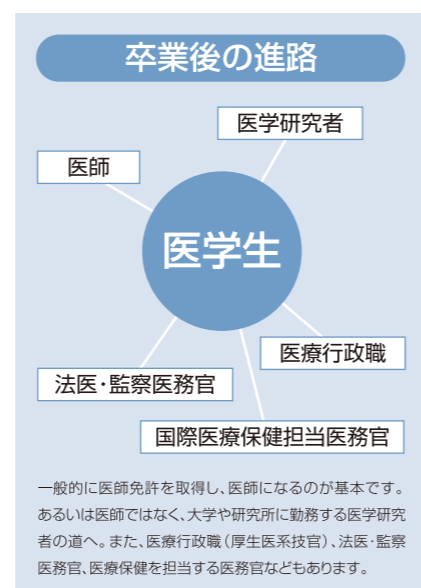 卒業後の進路
医学研究者
医師
医学生
医療行政職
法医・監察医務官
国際医療保健担当医務官
一般的に医師免許を取得し、医師になるのが基本です。
あるいは医師ではなく、大学や研究所に勤務する医学研究
者の道へ。また、医療行政職(厚生医系技官)、法医・監察
医務官、医療保健を担当する医務官などもあります。